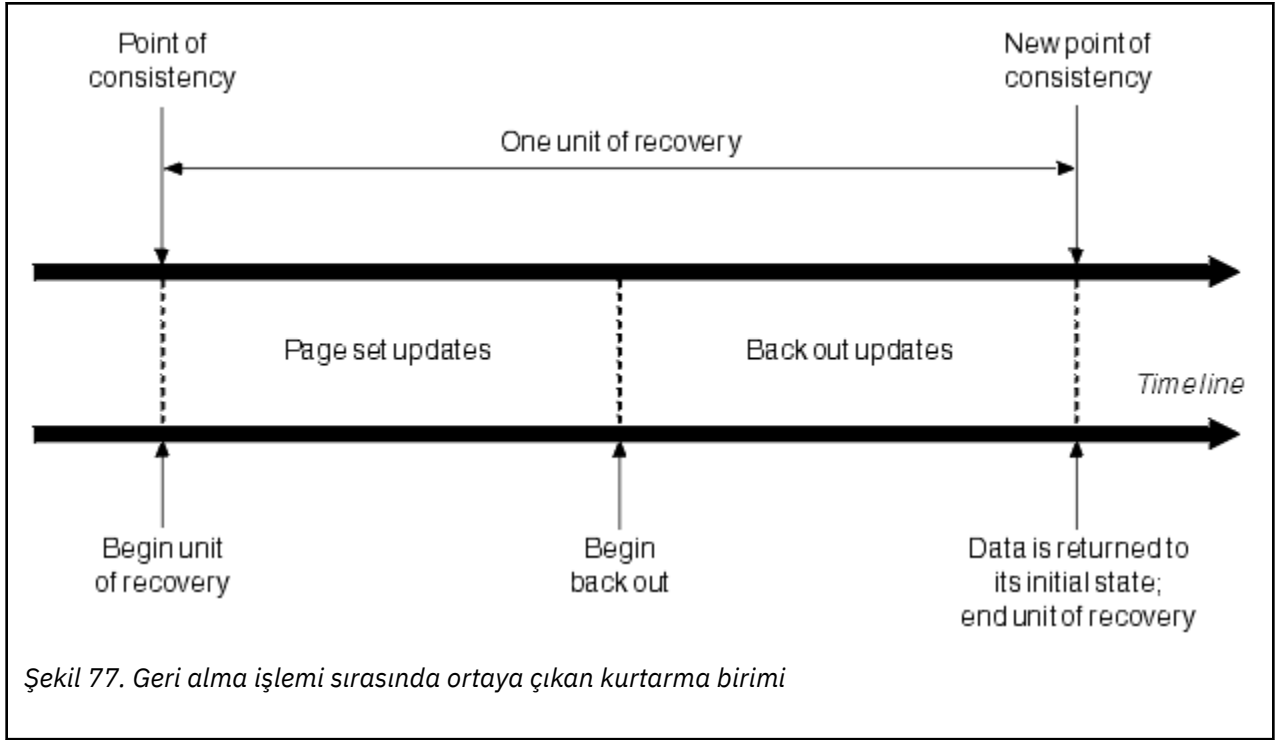 Point of
consistency
New point of
consistency
One unit of recovery
Page set updates
Back out updates
Timeline
Begin unit
of recovery
Begin
back out
Data is returned to
its initial state;
end unit of recovery
Şekil 77. Geri alma işlemi sırasında ortaya çıkan kurtarma birimi